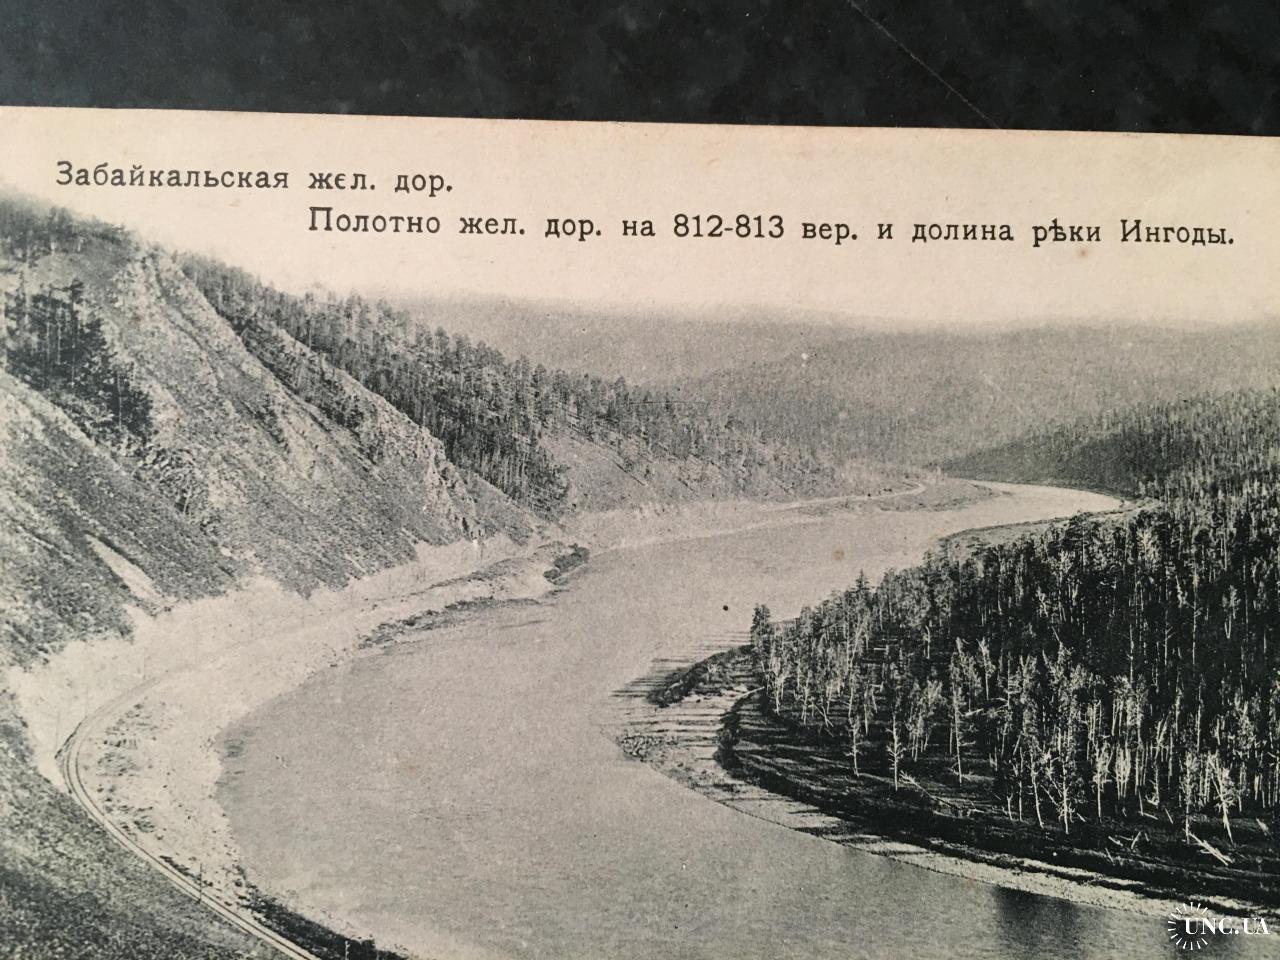 Забайкальская жел. дор.
Полотно жел. дор. на 812-813 вер. и долина рѣки Ингоды.
UNC.UA